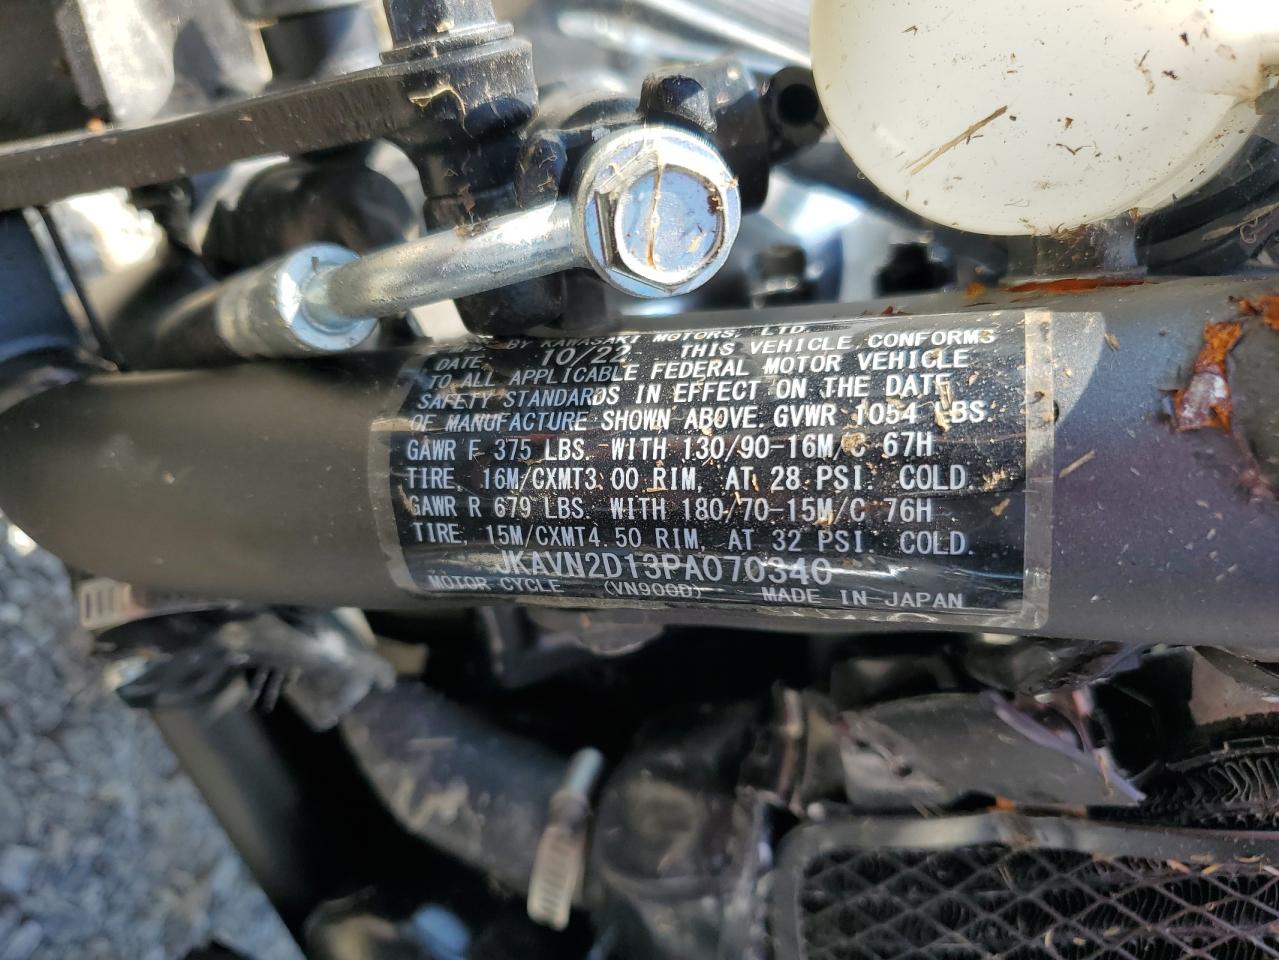 BY KAWASAKI MOTORS, LTD.
DATE 10/22. THIS VEHICLE CONFORMS
TO ALL APPLICABLE FEDERAL MOTOR VEHICLE
SAFETY STANDARDS IN EFFECT ON THE DATE
OF MANUFACTURE SHOWN ABOVE. GVWR 1054 LBS
GAWR F 375 LBS. WITH 130/90-16M/C 67H
TIRE, 16M/CXMT3.00 RIM, AT 28 PSI. COLD.
GAWR R 679 LBS. WITH 180/70-15M/C 76H
TIRE, 15M/CXMT4.50 RIM, AT 32 PSI. COLD.
JKAVN2D13PA070340
MOTOR CYCLE (VN900D) MADE IN JAPAN